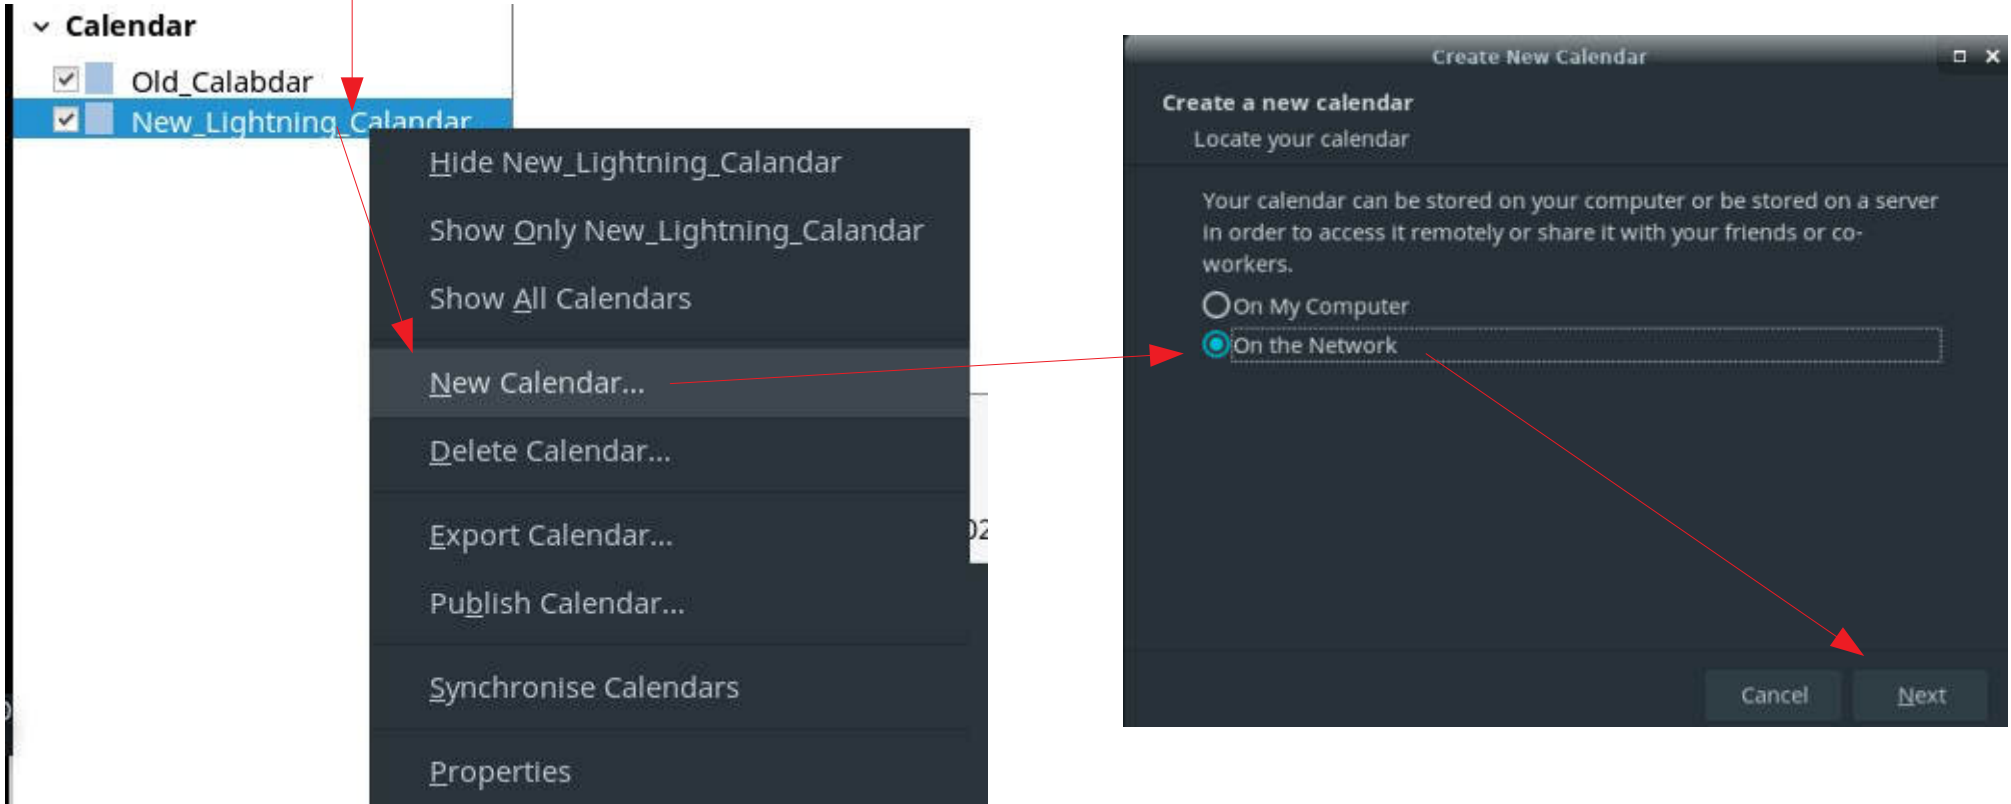 Calendar
Old_Calabdar
New_Lightning_Calandar
Hide New_Lightning_Calandar
Show Only New_Lightning_Calandar
Show All Calendars
New Calendar...
Delete Calendar...
Export Calendar...
Publish Calendar...
Synchronise Calendars
Properties
02
Create New Calendar
Create a new calendar
Locate your calendar
Your calendar can be stored on your computer or be stored on a server
in order to access it remotely or share it with your friends or co-
workers.
On My Computer
On the Network
Cancel
Next